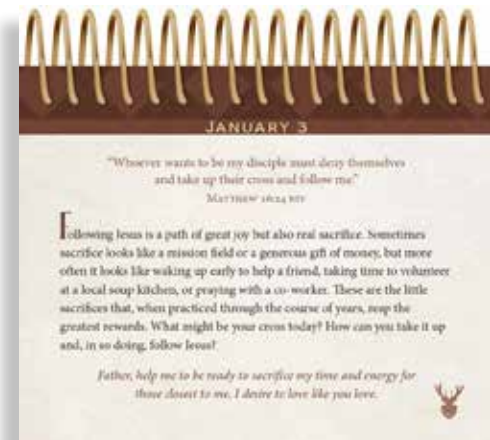 JANUARY 3
"Whoever wants to be my disciple must deny themselves
and take up their cross and follow me."
MATTHEW 16:24 NIV
Following Jesus is a path of great joy but also real sacrifice. Sometimes
sacrifice looks like a mission field or a generous gift of money, but more
often it looks like waking up early to help a friend, taking time to volunteer
at a local soup kitchen, or praying with a co-worker. These are the little
sacrifices that, when practiced through the course of years, reap the
greatest rewards. What might be your cross today? How can you take it up
and, in so doing, follow Jesus?
Father, help me to be ready to sacrifice my time and energy for
those closest to me. I desire to love like you love.